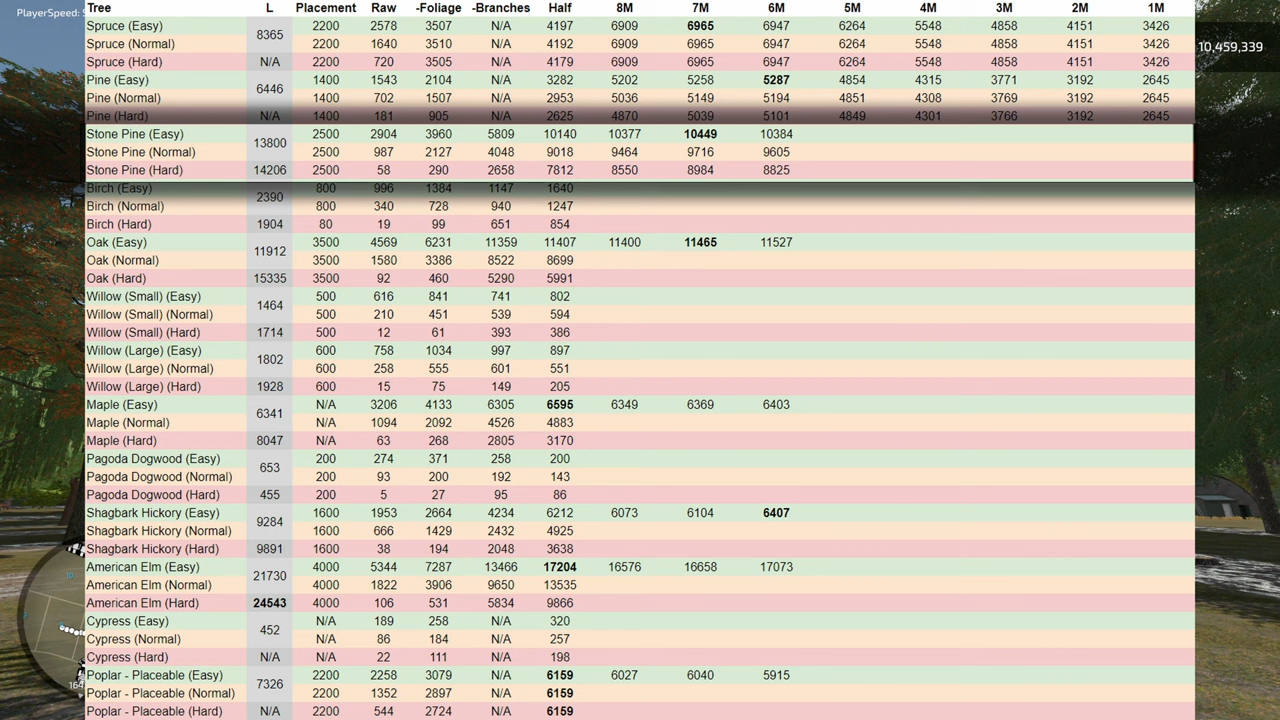 PlayerSpeed:
Tree L Placement Raw -Foliage -Branches Half 8M 7M 6M 5M 4M 3M 2M 1M
Spruce (Easy) 8365 2200 2578 3507 N/A 4197 6909 6965 6947 6264 5548 4858 4151 3426
Spruce (Normal) 2200 1640 3510 N/A 4192 6909 6965 6947 6264 5548 4858 4151 3426
Spruce (Hard) N/A 2200 720 3505 N/A 4179 6909 6965 6947 6264 5548 4858 4151 3426
Pine (Easy) 6446 1400 1543 2104 N/A 3282 5202 5258 5287 4854 4315 3771 3192 2645
Pine (Normal) 1400 702 1507 N/A 2953 5036 5149 5194 4851 4308 3769 3192 2645
Pine (Hard) N/A 1400 181 905 N/A 2625 4870 5039 5101 4849 4301 3766 3192 2645
Stone Pine (Easy) 13800 2500 2904 3960 5809 10140 10377 10449 10384
Stone Pine (Normal) 2500 987 2127 4048 9018 9464 9716 9605
Stone Pine (Hard) 14206 2500 58 290 2658 7812 8550 8984 8825
Birch (Easy) 2390 800 996 1384 1147 1640
Birch (Normal) 800 340 728 940 1247
Birch (Hard) 1904 80 19 99 651 854
Oak (Easy) 11912 3500 4569 6231 11359 11407 11400 11465 11527
Oak (Normal) 3500 1580 3386 8522 8699
Oak (Hard) 15335 3500 92 460 5290 5991
Willow (Small) (Easy) 1464 500 616 841 741 802
Willow (Small) (Normal) 500 210 451 539 594
Willow (Small) (Hard) 1714 500 12 61 393 386
Willow (Large) (Easy) 1802 600 758 1034 997 897
Willow (Large) (Normal) 600 258 555 601 551
Willow (Large) (Hard) 1928 600 15 75 149 205
Maple (Easy) 6341 N/A 3206 4133 6305 6595 6349 6369 6403
Maple (Normal) N/A 1094 2092 4526 4883
Maple (Hard) 8047 N/A 63 268 2805 3170
Pagoda Dogwood (Easy) 653 200 274 371 258 200
Pagoda Dogwood (Normal) 200 93 200 192 143
Pagoda Dogwood (Hard) 455 200 5 27 95 86
Shagbark Hickory (Easy) 9284 1600 1953 2664 4234 6212 6073 6104 6407
Shagbark Hickory (Normal) 1600 666 1429 2432 4925
Shagbark Hickory (Hard) 9891 1600 38 194 2048 3638
American Elm (Easy) 21730 4000 5344 7287 13466 17204 16576 16658 17073
American Elm (Normal) 4000 1822 3906 9650 13535
American Elm (Hard) 24543 4000 106 531 5834 9866
Cypress (Easy) 452 N/A 189 258 N/A 320
Cypress (Normal) N/A 86 184 N/A 257
Cypress (Hard) N/A N/A 22 111 N/A 198
Poplar - Placeable (Easy) 7326 2200 2258 3079 N/A 6159 6027 6040 5915
Poplar - Placeable (Normal) 2200 1352 2897 N/A 6159
Poplar - Placeable (Hard) N/A 2200 544 2724 N/A 6159
10,459,339
10
164